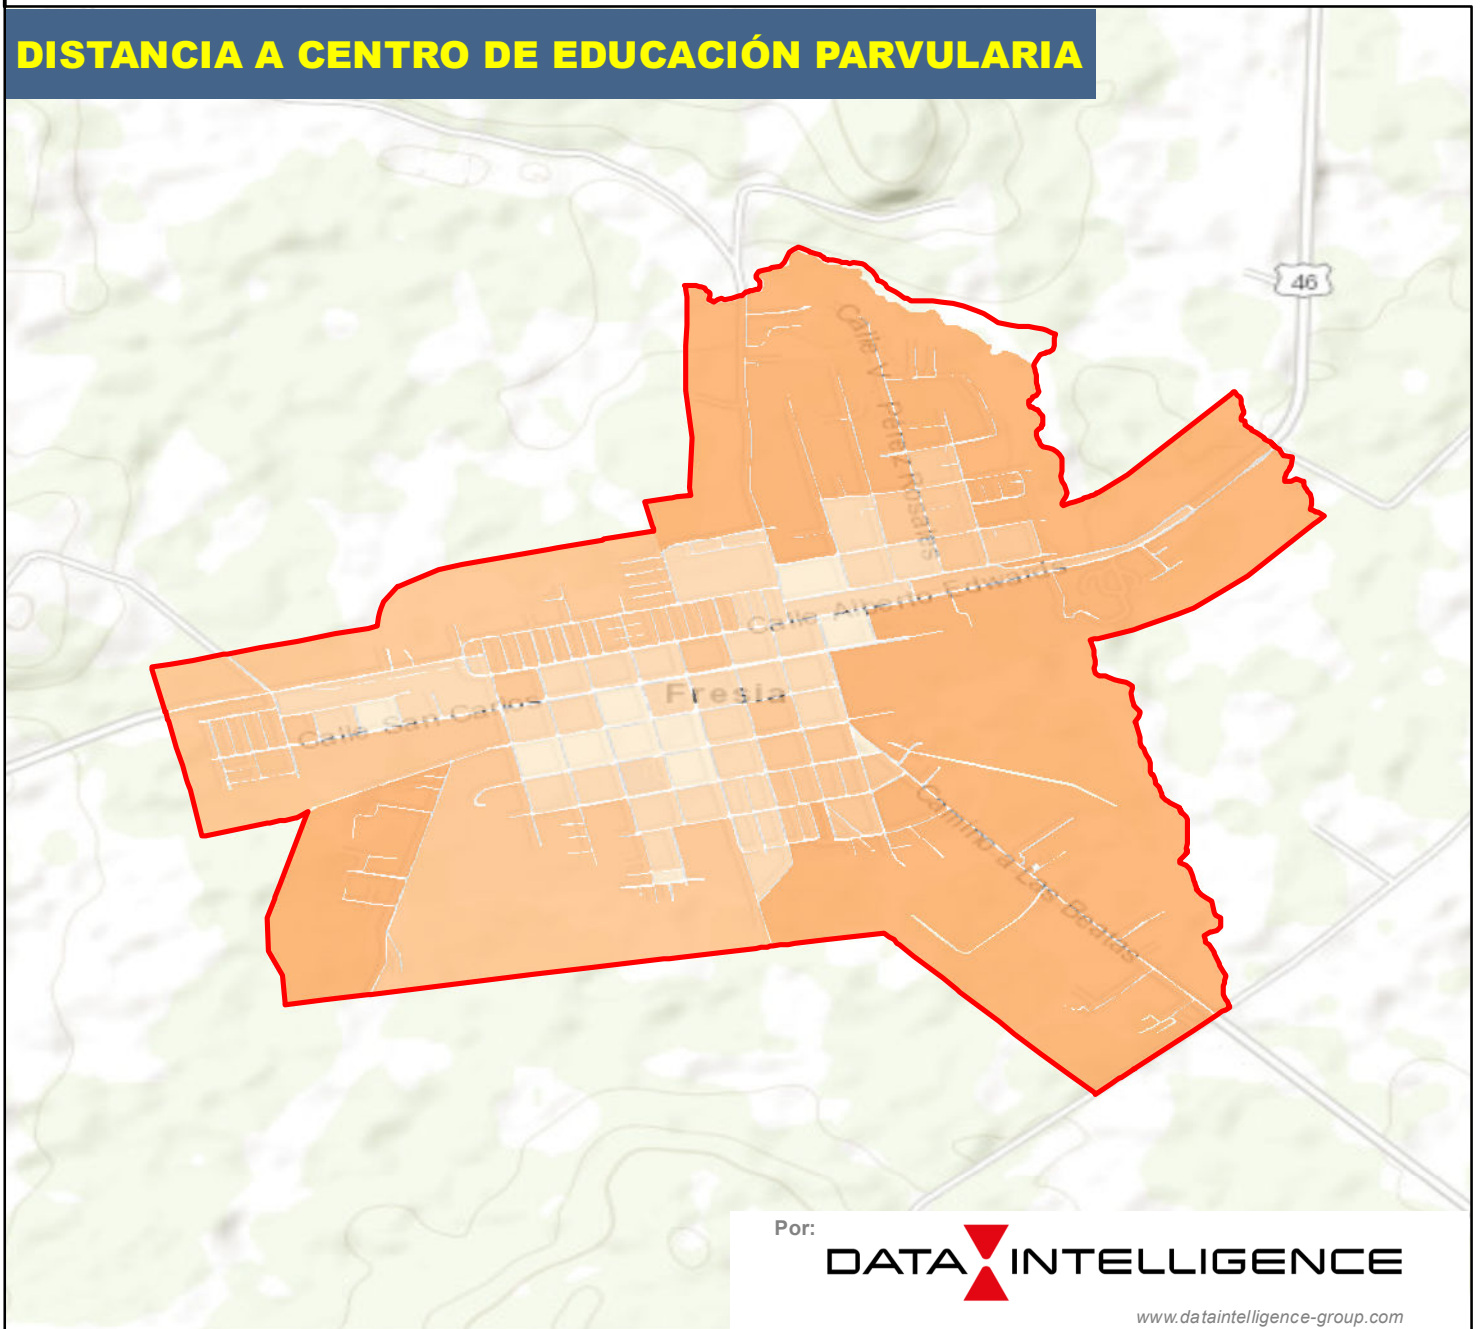 DISTANCIA A CENTRO DE EDUCACIÓN PARVULARIA
46
Calle V. Pérez Rosales
Calle Alberto Edwards
Fresia
Calle San Carlos
Camino a Las Beatas
Por:
DATA INTELLIGENCE
www.dataintelligence-group.com